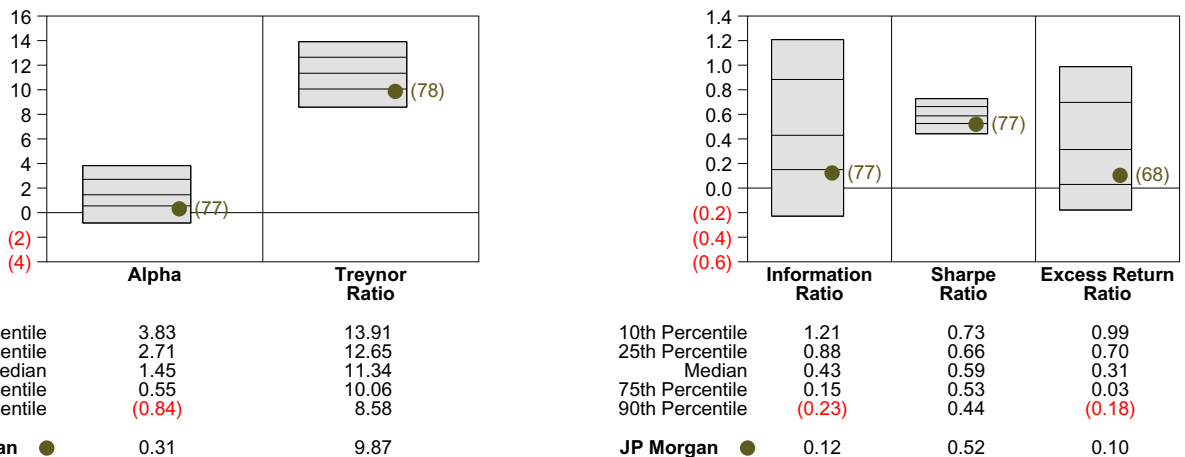 16
14
12
10
8
6
4
2
0
(2)
(4)
(77)
(78)
Alpha
Treynor
Ratio
entile 3.83 13.91
entile 2.71 12.65
edian 1.45 11.34
entile 0.55 10.06
entile (0.84) 8.58
an 0.31 9.87
1.4
1.2
1.0
0.8
0.6
0.4
0.2
0.0
(0.2)
(0.4)
(0.6)
(77)
(77)
(68)
Information
Ratio
Sharpe
Ratio
Excess Return
Ratio
10th Percentile 1.21 0.73 0.99
25th Percentile 0.88 0.66 0.70
Median 0.43 0.59 0.31
75th Percentile 0.15 0.53 0.03
90th Percentile (0.23) 0.44 (0.18)
JP Morgan 0.12 0.52 0.10